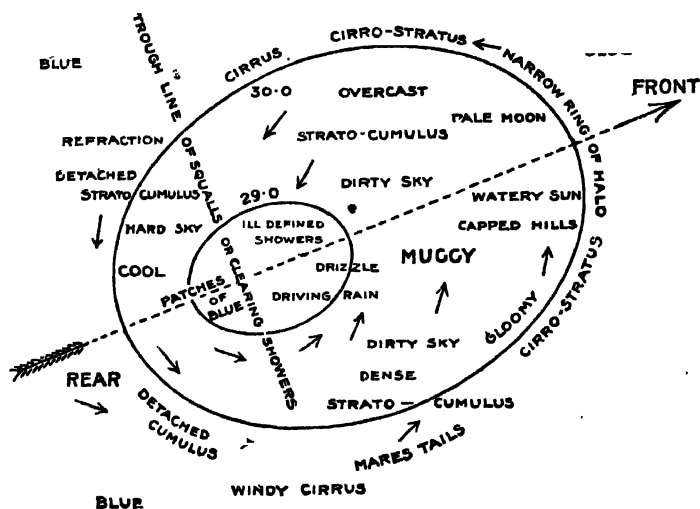 BLUE
TROUGH LINE OF SQUALLS OR CLEARING SHOWERS
CIRRUS
CIRRO-STRATUS
NARROW RING OF HALO
FRONT
30·0
OVERCAST
PALE MOON
REFRACTION
STRATO-CUMULUS
DETACHED
STRATO CUMULUS
29·0
DIRTY SKY
WATERY SUN
HARD SKY
ILL DEFINED
SHOWERS
CAPPED HILLS
COOL
DRIZZLE
MUGGY
PATCHES
OF
BLUE
DRIVING RAIN
GLOOMY
CIRRO-STRATUS
DIRTY SKY
REAR
DENSE
STRATO - CUMULUS
DETACHED
CUMULUS
MARES TAILS
WINDY CIRRUS
BLUE